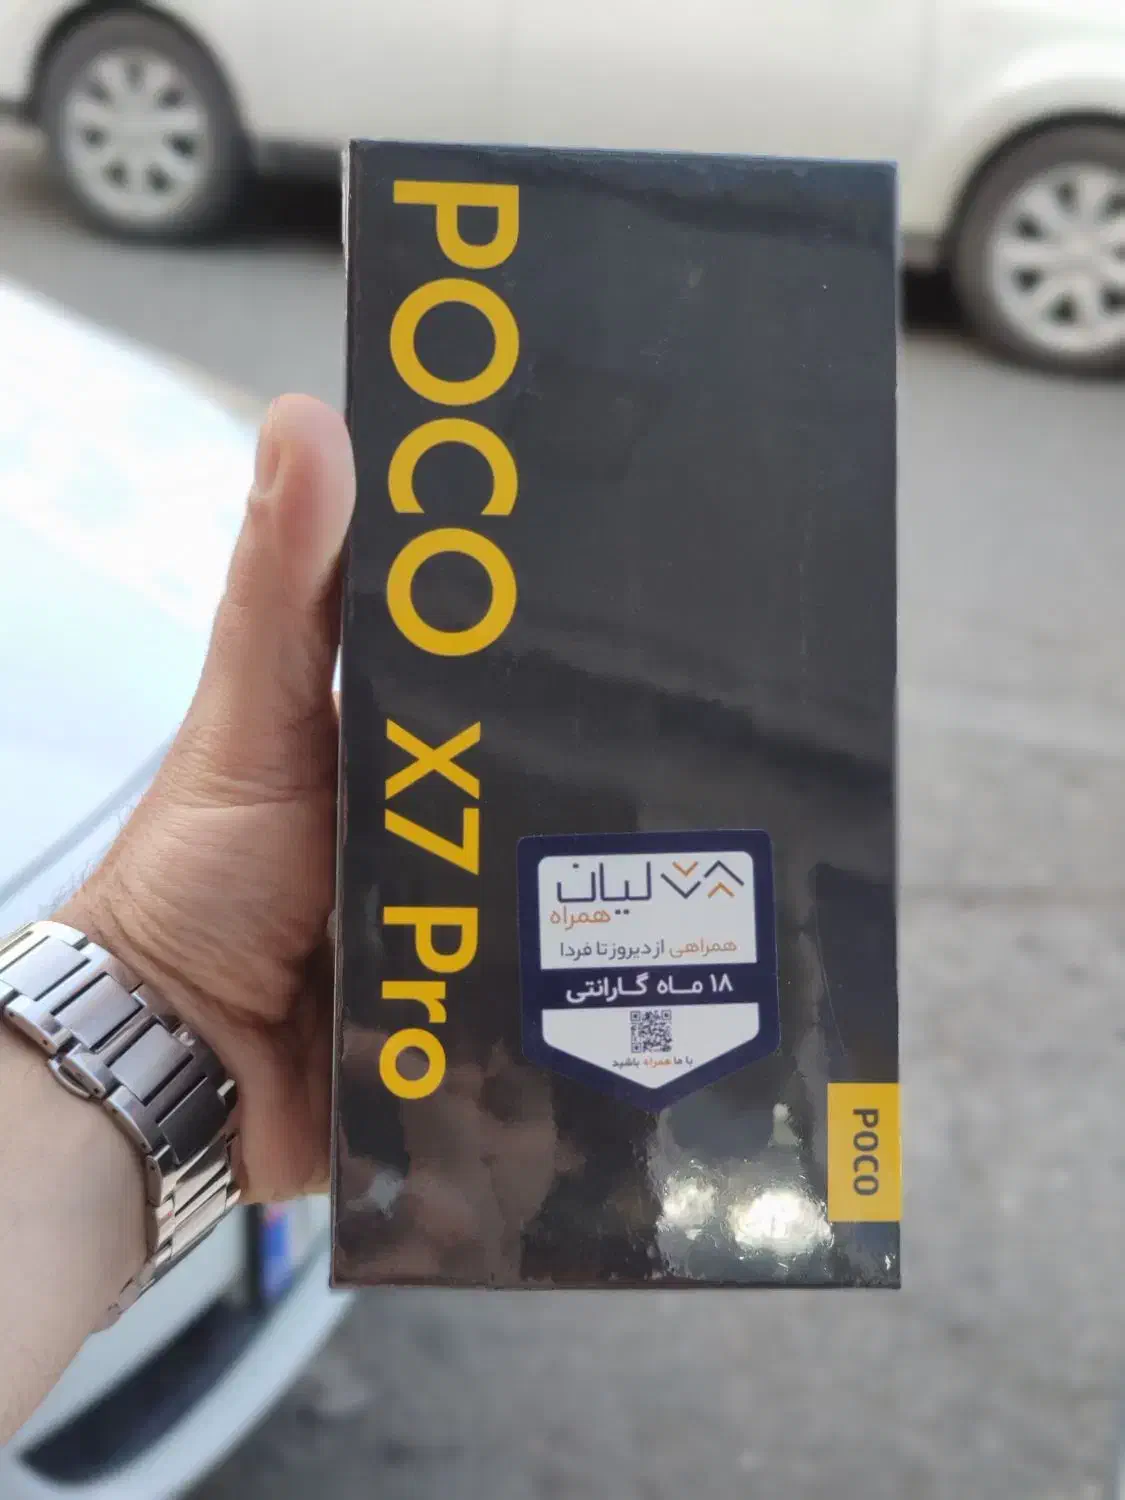 POCO X7 Pro
لیان
همراه
همراهی از دیروز تا فردا
۱۸ ماه گارانتی
با ما همراه باشید
POCO